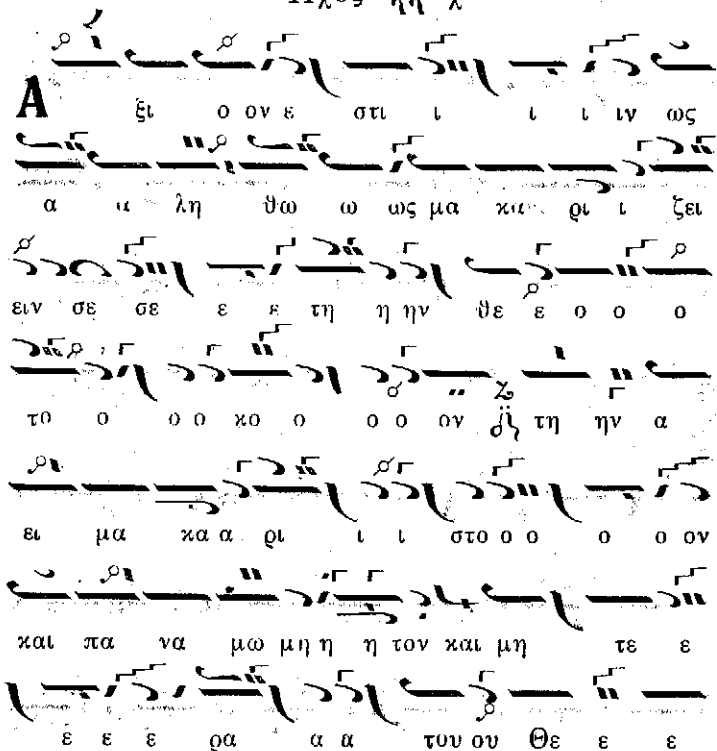 Α ξι ο ον ε στι ι ι ι ιν ως
α α λη θω ω ως μα κα ρι ι ζει
ειν σε σε ε ε τη η ην θε ε ο ο ο
το ο ο ο κο ο ο ο ον τη ην α
ει μα κα α ρι ι ι στο ο ο ο ο ον
και πα να μω μη η η τον και μη τε ε
ε ε ε ρα α α του ου Θε ε ε